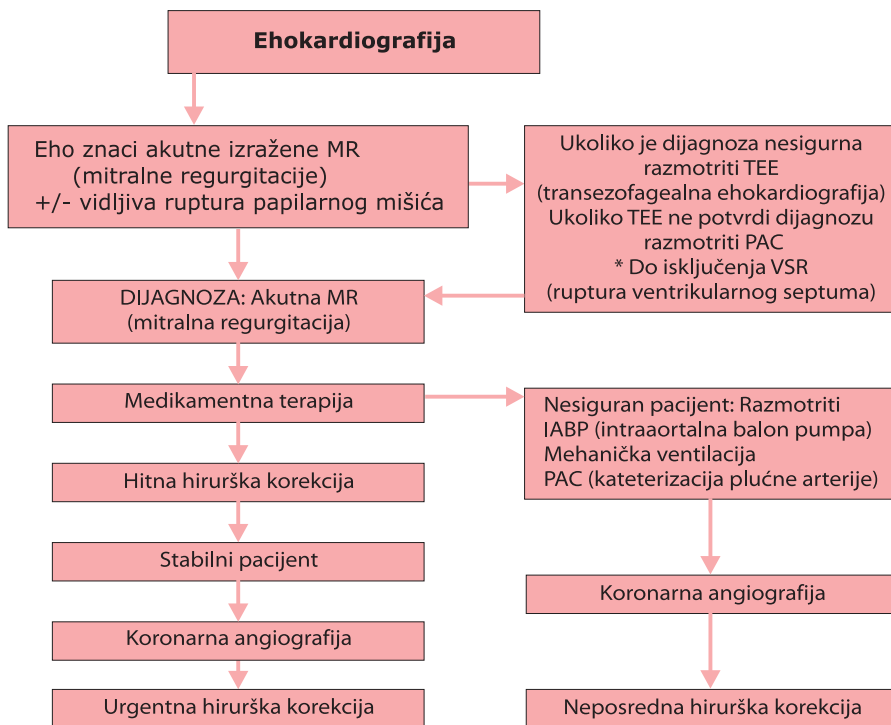 Ehokardiografija
Eho znaci akutne izražene MR
(mitralne regurgitacije)
+/- vidljiva ruptura papilarnog mišića
Ukoliko je dijagnoza nesigurna
razmotriti TEE
(transezofagealna ehokardiografija)
Ukoliko TEE ne potvrdi dijagnozu
razmotriti PAC
* Do isključenja VSR
(ruptura ventrikularnog septuma)
DIJAGNOZA: Akutna MR
(mitralna regurgitacija)
Medikamentna terapija
Nesiguran pacijent: Razmotriti
IABP (intraaortalna balon pumpa)
Mehanička ventilacija
PAC (kateterizacija plućne arterije)
Hitna hirurška korekcija
Stabilni pacijent
Koronarna angiografija
Koronarna angiografija
Urgentna hirurška korekcija
Neposredna hirurška korekcija